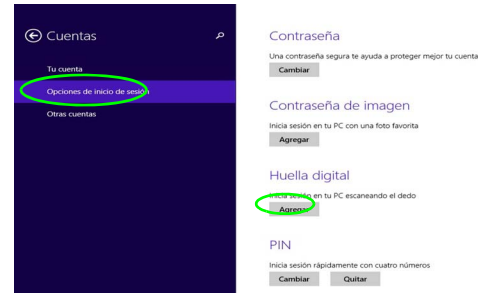 Cuentas
Tu cuenta
Opciones de inicio de sesión
Otras cuentas
Contraseña
Una contraseña segura te ayuda a proteger mejor tu cuenta
Cambiar
Contraseña de imagen
Inicia sesión en tu PC con una foto favorita
Agregar
Huella digital
Inicia sesión en tu PC escaneando el dedo
Agregar
PIN
Inicia sesión rápidamente con cuatro números
Cambiar Quitar